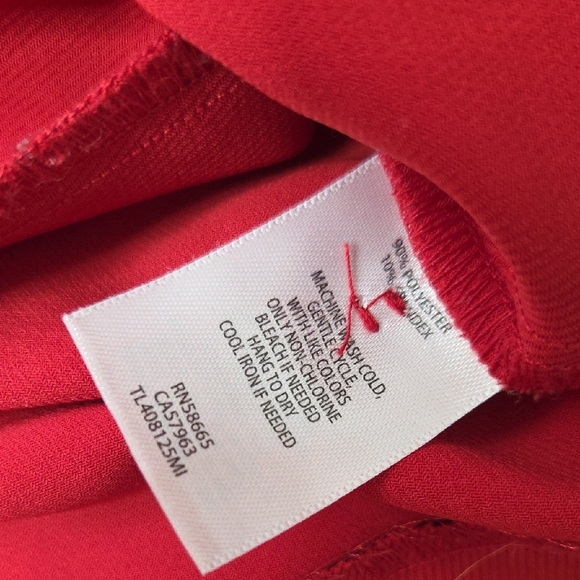 90% POLYESTER
10%
MACHINE WASH COLD,
GENTLE CYCLE,
WITH LIKE COLORS
ONLY NON-CHLORINE
BLEACH IF NEEDED
HANG TO DRY
COOL IRON IF NEEDED
RN58665
CA57963
TL408125MI